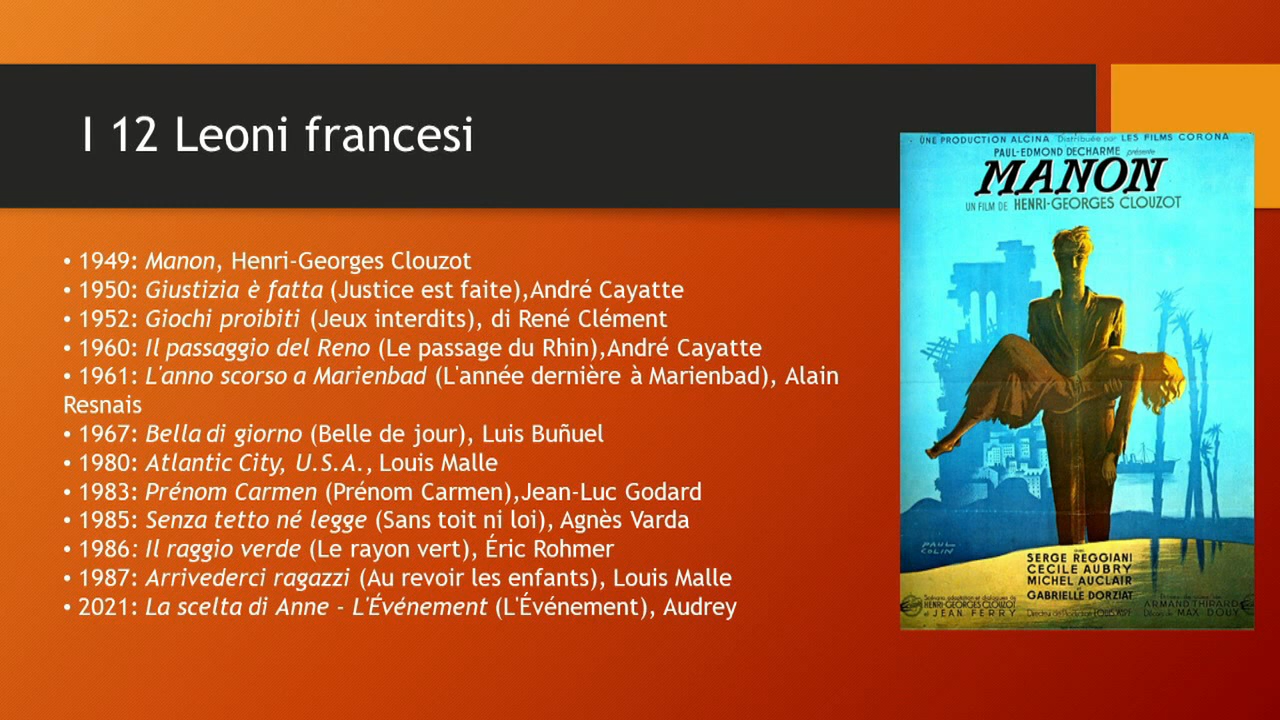 I 12 Leoni francesi
• 1949: Manon, Henri-Georges Clouzot
• 1950: Giustizia è fatta (Justice est faite),André Cayatte
• 1952: Giochi proibiti (Jeux interdits), di René Clément
• 1960: Il passaggio del Reno (Le passage du Rhin),André Cayatte
• 1961: L'anno scorso a Marienbad (L'année dernière à Marienbad), Alain
Resnais
• 1967: Bella di giorno (Belle de jour), Luis Buñuel
• 1980: Atlantic City, U.S.A., Louis Malle
• 1983: Prénom Carmen (Prénom Carmen),Jean-Luc Godard
• 1985: Senza tetto né legge (Sans toit ni loi), Agnès Varda
• 1986: Il raggio verde (Le rayon vert), Éric Rohmer
• 1987: Arrivederci ragazzi (Au revoir les enfants), Louis Malle
• 2021: La scelta di Anne - L'Événement (L'Événement), Audrey
UNE PRODUCTION ALCINA Distribuée par LES FILMS CORONA
PAUL-EDMOND DECHARME présente
MANON
UN FILM DE HENRI-GEORGES CLOUZOT
PAUL
COLIN
avec
SERGE REGGIANI
CECILE AUBRY
MICHEL AUCLAIR
GABRIELLE DORZIAT
HENRI-GEORGES CLOUZOT
et JEAN FERRY
ARMAND THIRARD
Décors de MAX DOUY